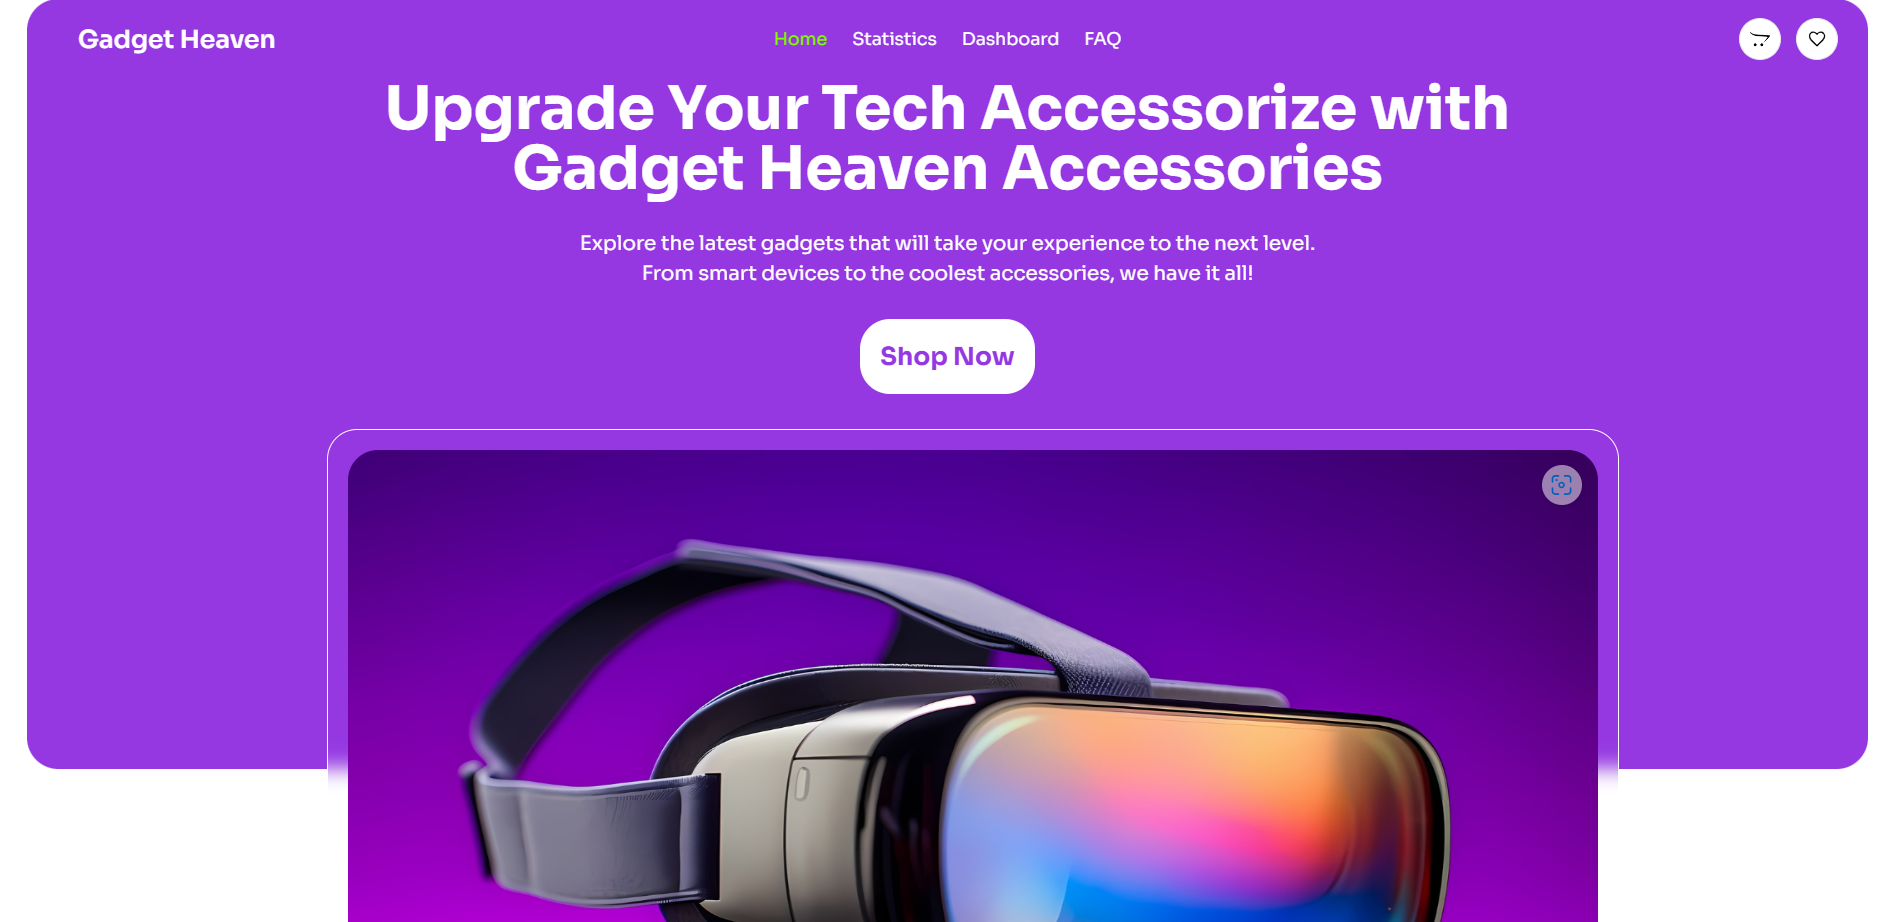 Gadget Heaven
Home Statistics Dashboard FAQ
Upgrade Your Tech Accessorize with
Gadget Heaven Accessories
Explore the latest gadgets that will take your experience to the next level.
From smart devices to the coolest accessories, we have it all!
Shop Now